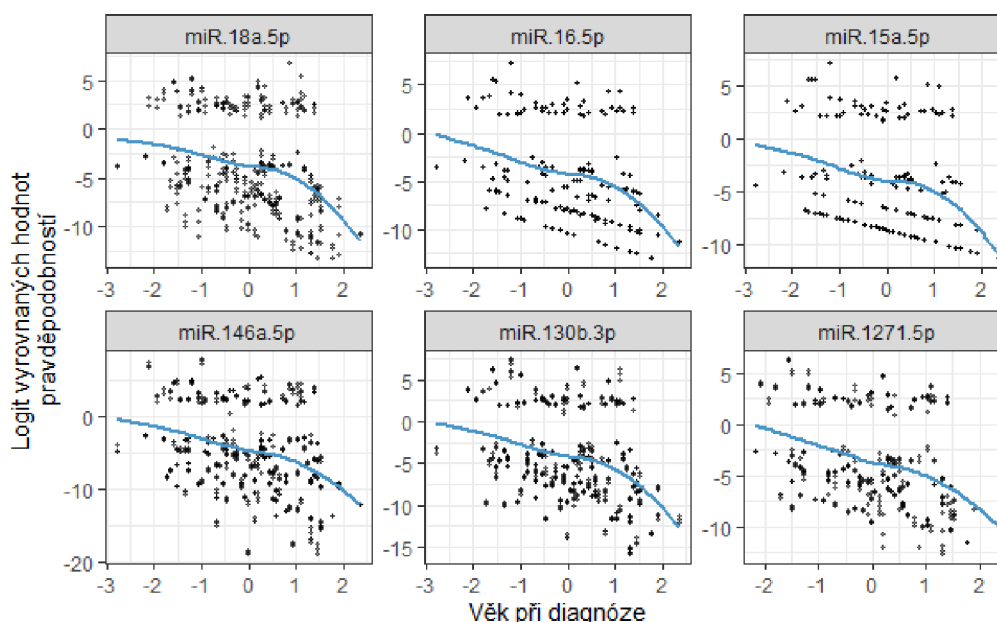 miR.18a.5p miR.16.5p miR.15a.5p
5 5 5
0 0 0
-5 -5 -5
-10 -10 -10
-3 -2 -1 0 1 2 -3 -2 -1 0 1 2 -3 -2 -1 0 1 2
Logit vyrovnaných hodnot
pravděpodobností
miR.146a.5p miR.130b.3p miR.1271.5p
0 5 5
-10 0 0
-20 -5 -5
-10 -10
-15
-3 -2 -1 0 1 2 -3 -2 -1 0 1 2 -2 -1 0 1 2
Věk při diagnóze